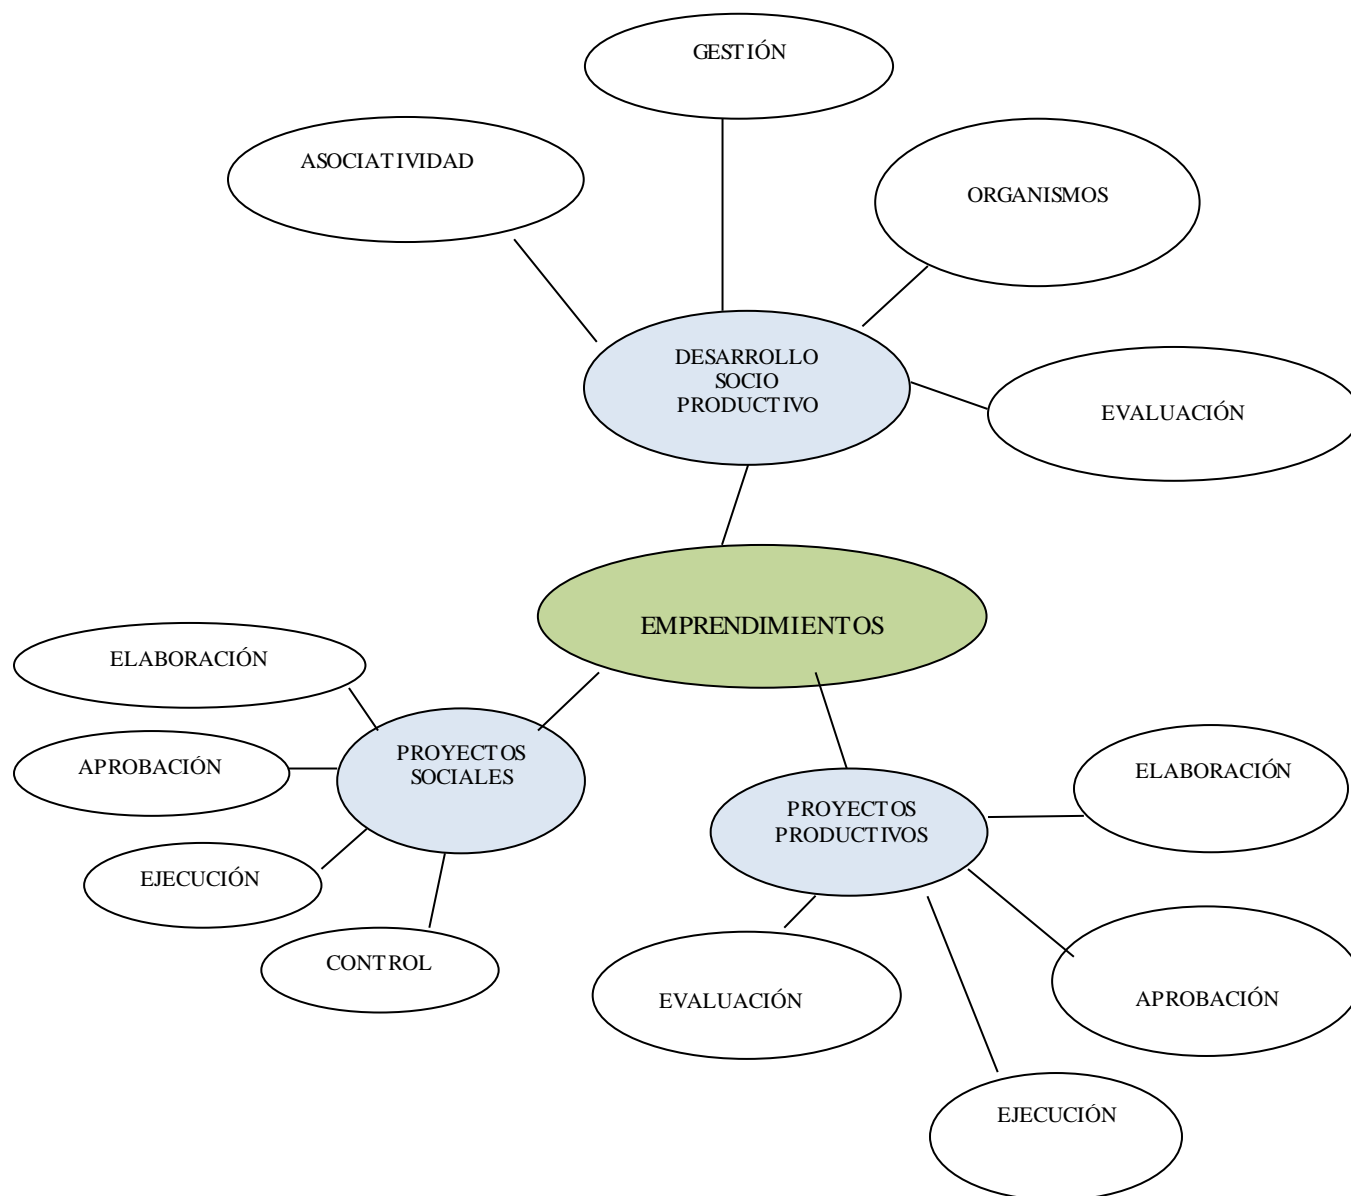 GESTIÓN
ASOCIATIVIDAD
ORGANISMOS
DESARROLLO
SOCIO
PRODUCTIVO
EVALUACIÓN
EMPRENDIMIENTOS
ELABORACIÓN
APROBACIÓN
PROYECTOS
SOCIALES
EJECUCIÓN
CONTROL
PROYECTOS
PRODUCTIVOS
ELABORACIÓN
EVALUACIÓN
APROBACIÓN
EJECUCIÓN